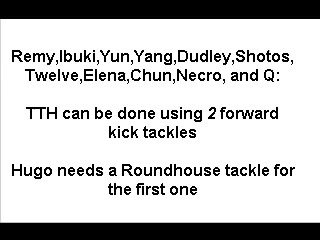 Remy,Ibuki,Yun,Yang,Dudley,Shotos,
Twelve,Elena,Chun,Necro, and Q:
TTH can be done using 2 forward
kick tackles
Hugo needs a Roundhouse tackle for
the first one